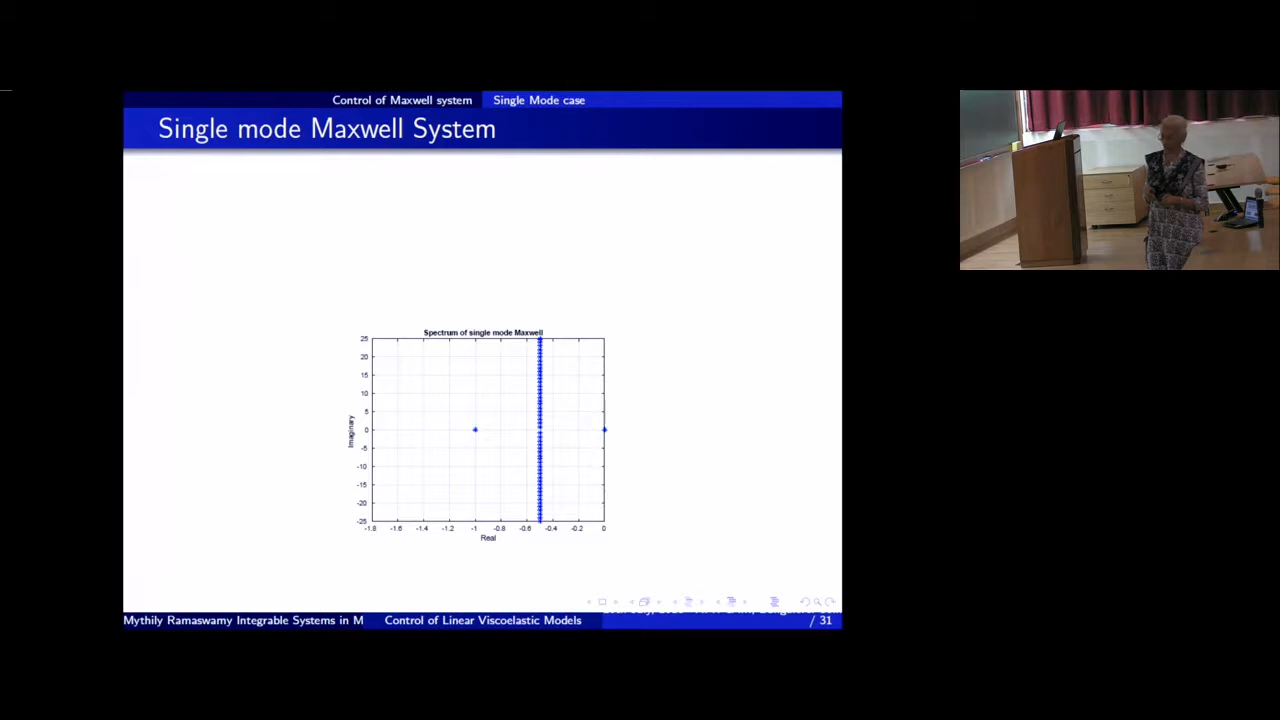 Control of Maxwell system Single Mode case
Single mode Maxwell System
Spectrum of single mode Maxwell
25
20
15
10
5
0
-5
-10
-15
-20
-25
Imaginary
-1.8 -1.6 -1.4 -1.2 -1 -0.8 -0.6 -0.4 -0.2 0
Real
Mythily Ramaswamy Integrable Systems in M Control of Linear Viscoelastic Models / 31